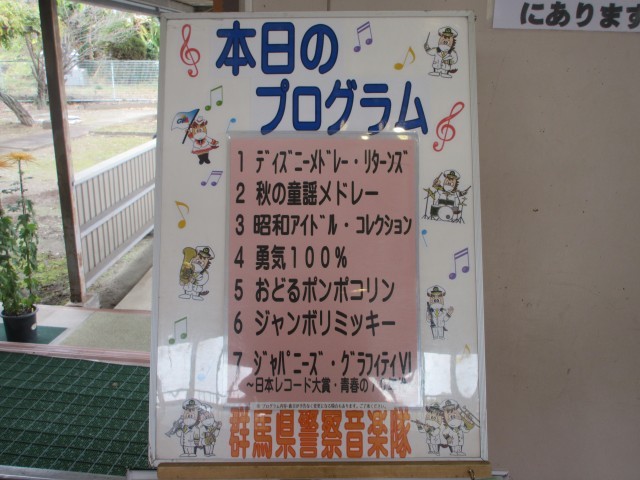 にあります
本日の
プログラム
1 ディズニーメドレー・リターンズ
2 秋の童謡メドレー
3 昭和アイドル・コレクション
4 勇気100%
5 おどるポンポコリン
6 ジャンボリミッキー
7 ジャパニーズ・グラフィティⅥ
～日本レコード大賞・青春の
群馬県警察音楽隊